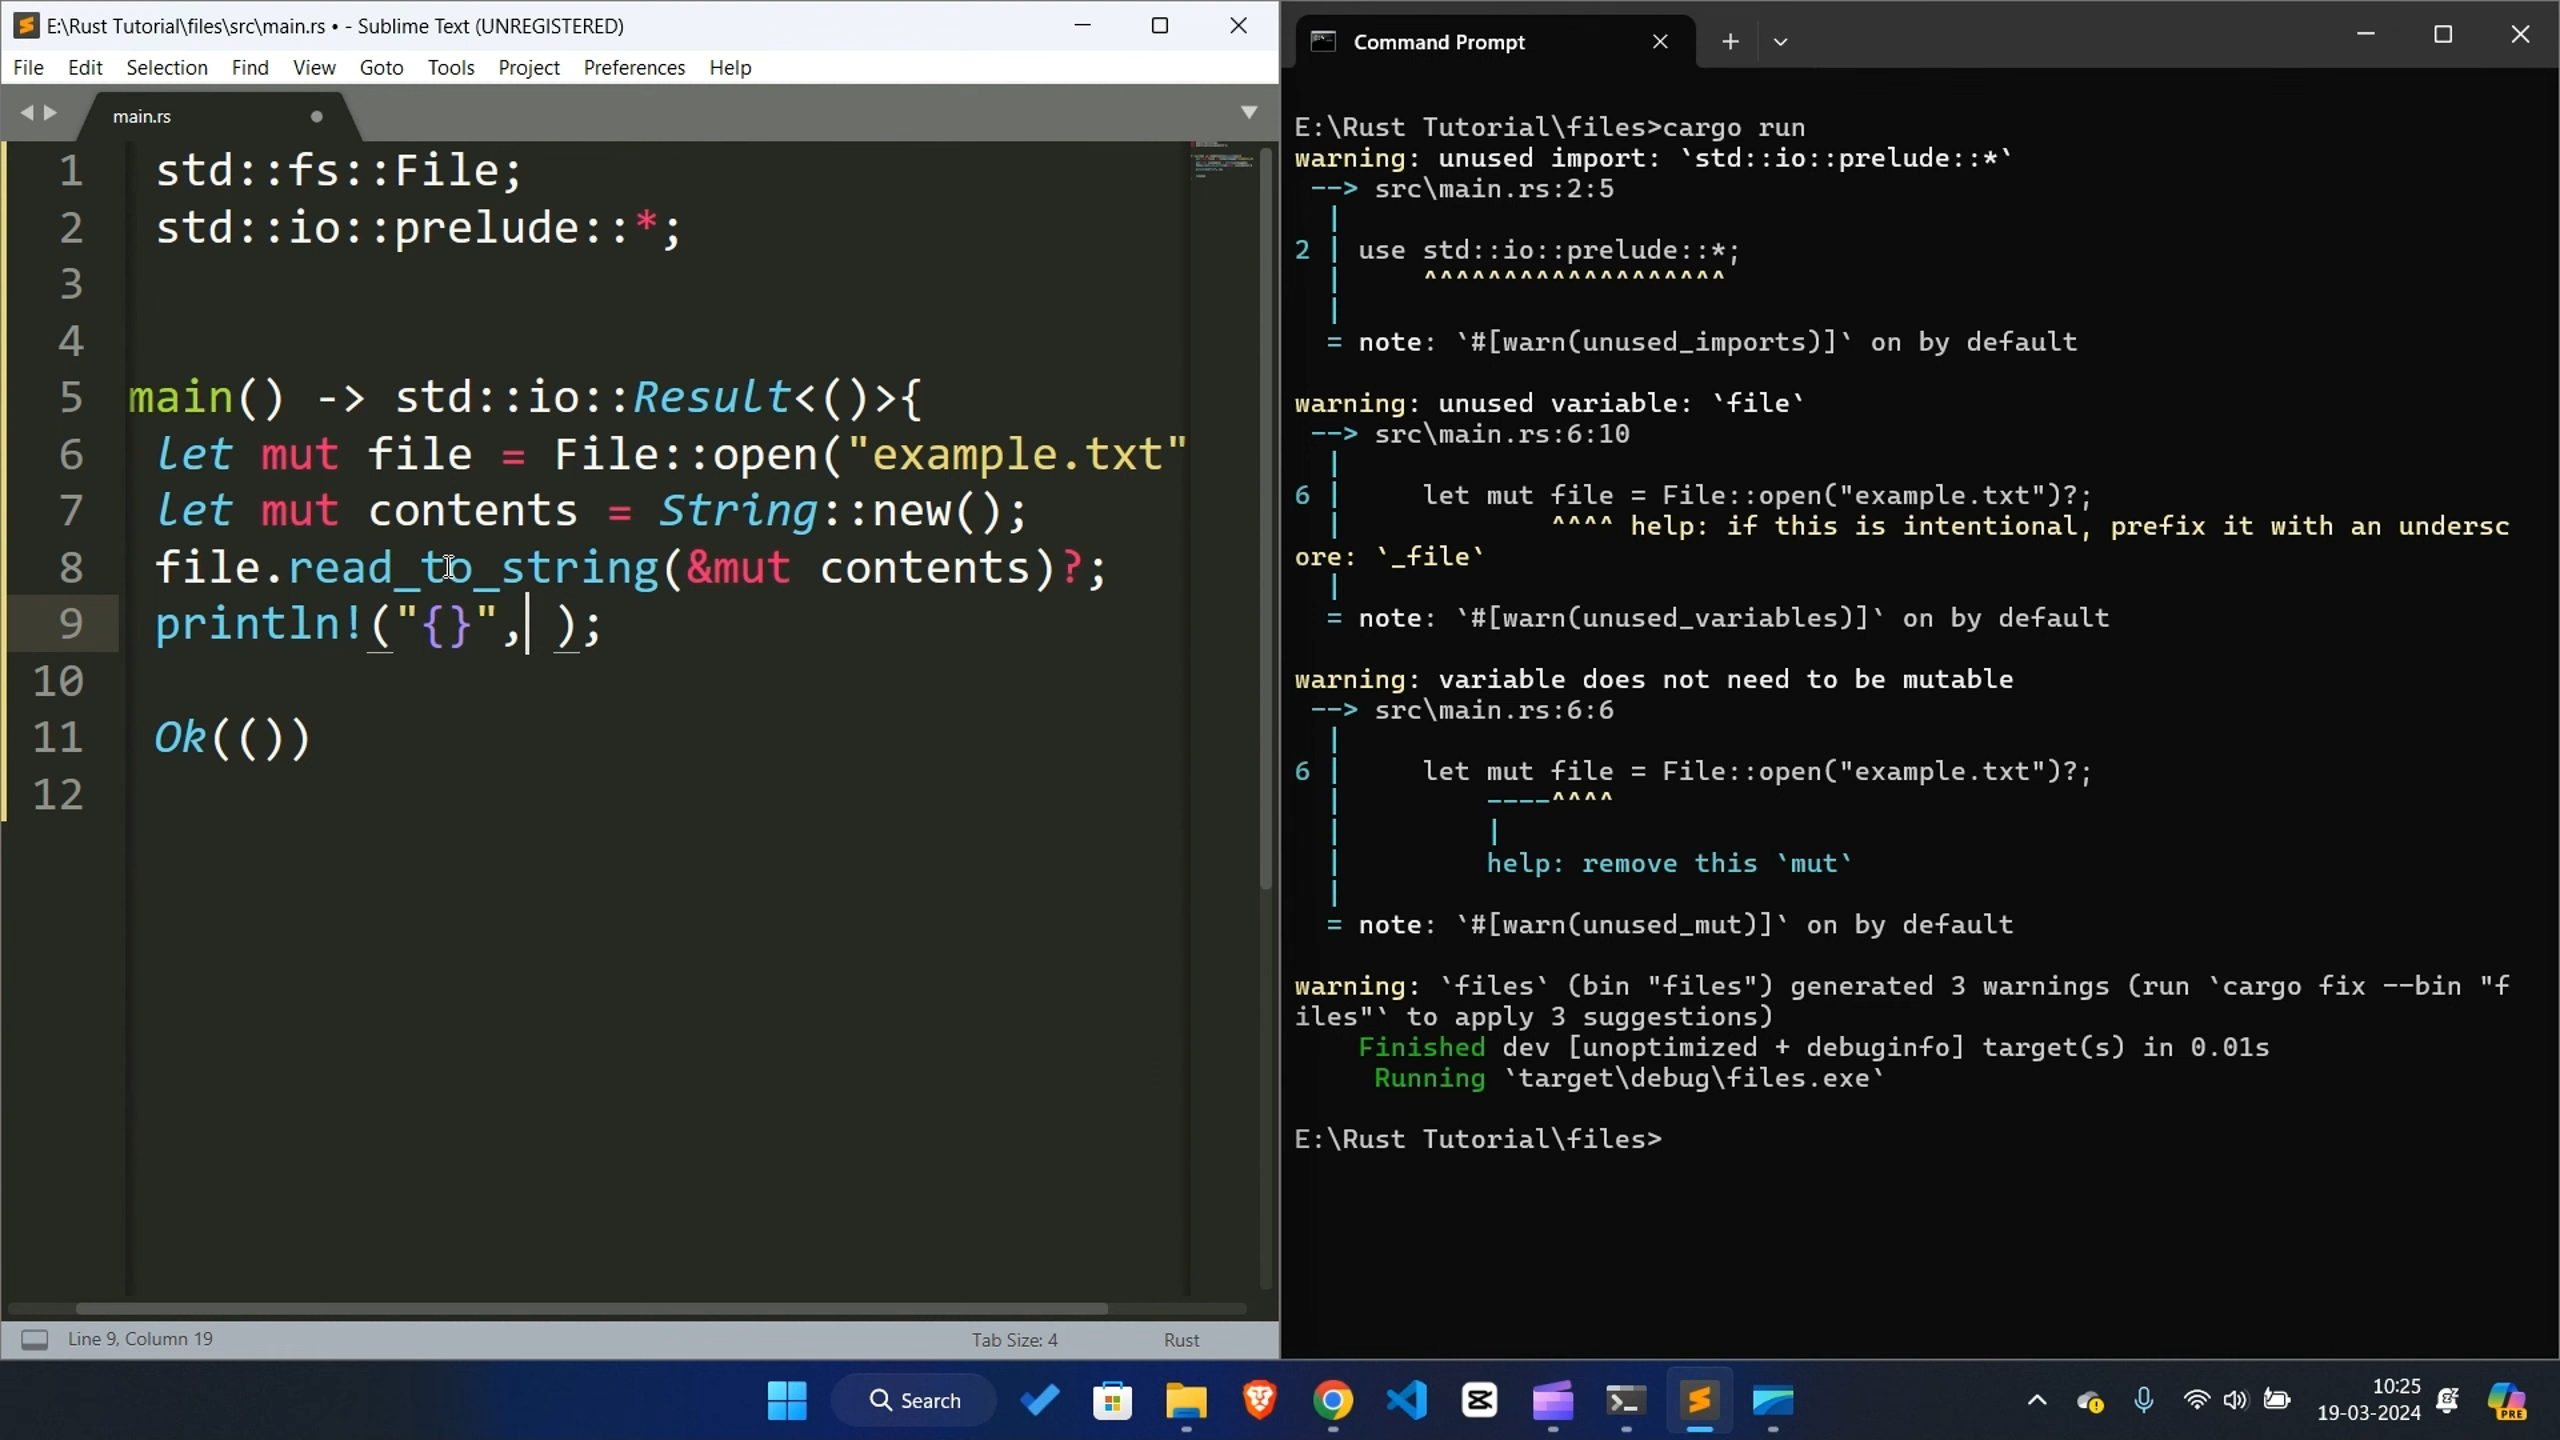 E:\Rust Tutorial\files\src\main.rs • - Sublime Text (UNREGISTERED)
File Edit Selection Find View Goto Tools Project Preferences Help
main.rs
1 std::fs::File;
2 std::io::prelude::*;
3
4
5 main() -> std::io::Result<()>{
6 let mut file = File::open("example.txt"
7 let mut contents = String::new();
8 file.read_to_string(&mut contents)?;
9 println!("{}", );
10
11 Ok(())
12
Line 9, Column 19 Tab Size: 4 Rust
Command Prompt
E:\Rust Tutorial\files>cargo run
warning: unused import: `std::io::prelude::*`
 --> src\main.rs:2:5
  |
2 | use std::io::prelude::*;
  |     ^^^^^^^^^^^^^^^^^^^
  |
  = note: `#[warn(unused_imports)]` on by default
warning: unused variable: `file`
 --> src\main.rs:6:10
  |
6 |     let mut file = File::open("example.txt")?;
  |             ^^^^ help: if this is intentional, prefix it with an undersc
ore: `_file`
  |
  = note: `#[warn(unused_variables)]` on by default
warning: variable does not need to be mutable
 --> src\main.rs:6:6
  |
6 |     let mut file = File::open("example.txt")?;
  |         ----^^^^
  |         |
  |         help: remove this `mut`
  |
  = note: `#[warn(unused_mut)]` on by default
warning: `files` (bin "files") generated 3 warnings (run `cargo fix --bin "f
iles"` to apply 3 suggestions)
    Finished dev [unoptimized + debuginfo] target(s) in 0.01s
     Running `target\debug\files.exe`
E:\Rust Tutorial\files>
Search
10:25
19-03-2024
PRE